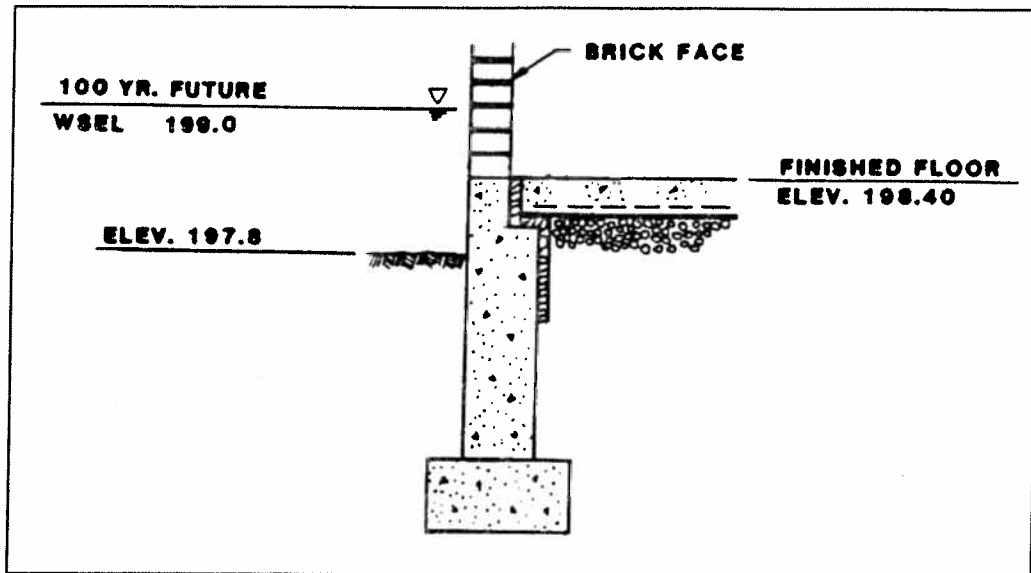 BRICK FACE
100 YR. FUTURE
WSEL 199.0
FINISHED FLOOR
ELEV. 198.40
ELEV. 197.8